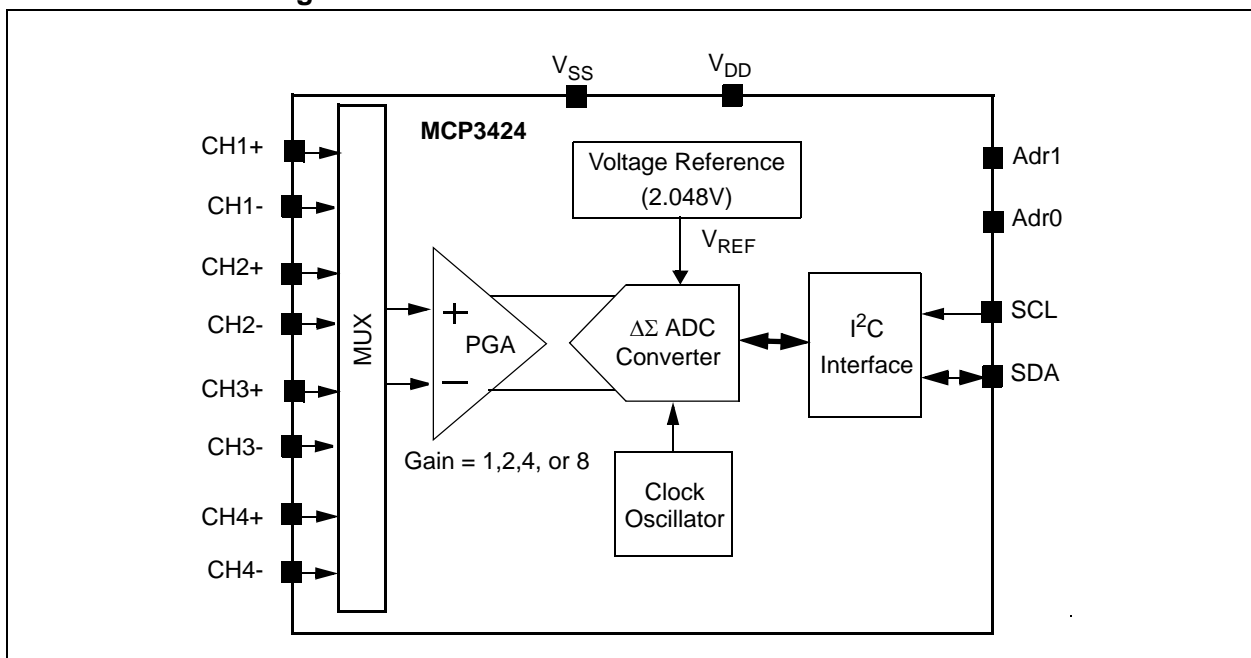 V_SS
V_DD
MCP3424
CH1+
CH1-
CH2+
CH2-
CH3+
CH3-
CH4+
CH4-
MUX
Voltage Reference
(2.048V)
V_REF
+
PGA
−
Gain = 1,2,4, or 8
ΔΣ ADC
Converter
Clock
Oscillator
I²C
Interface
Adr1
Adr0
SCL
SDA